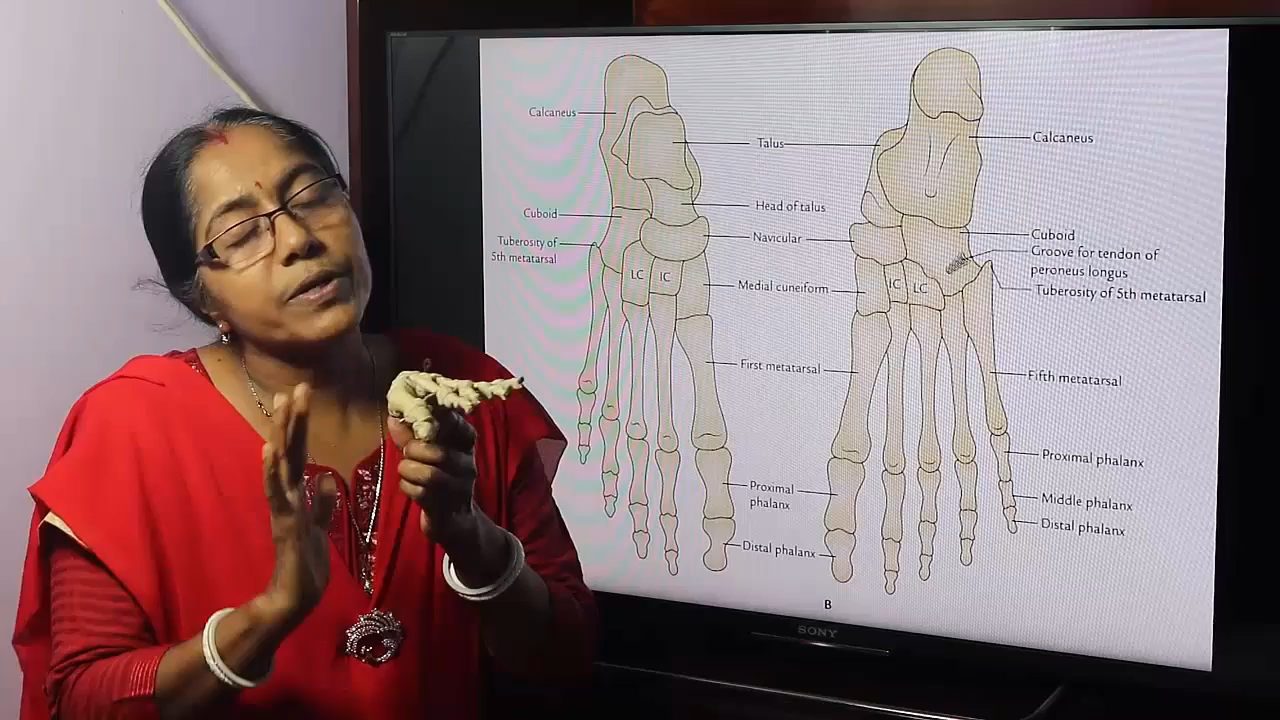 Calcaneus
Talus
Calcaneus
Head of talus
Cuboid
Tuberosity of
5th metatarsal
Navicular
Cuboid
Groove for tendon of
peroneus longus
LC
IC
IC
LC
Medial cuneiform
Tuberosity of 5th metatarsal
First metatarsal
Fifth metatarsal
Proximal phalanx
Proximal
phalanx
Middle phalanx
Distal phalanx
Distal phalanx
B
SONY